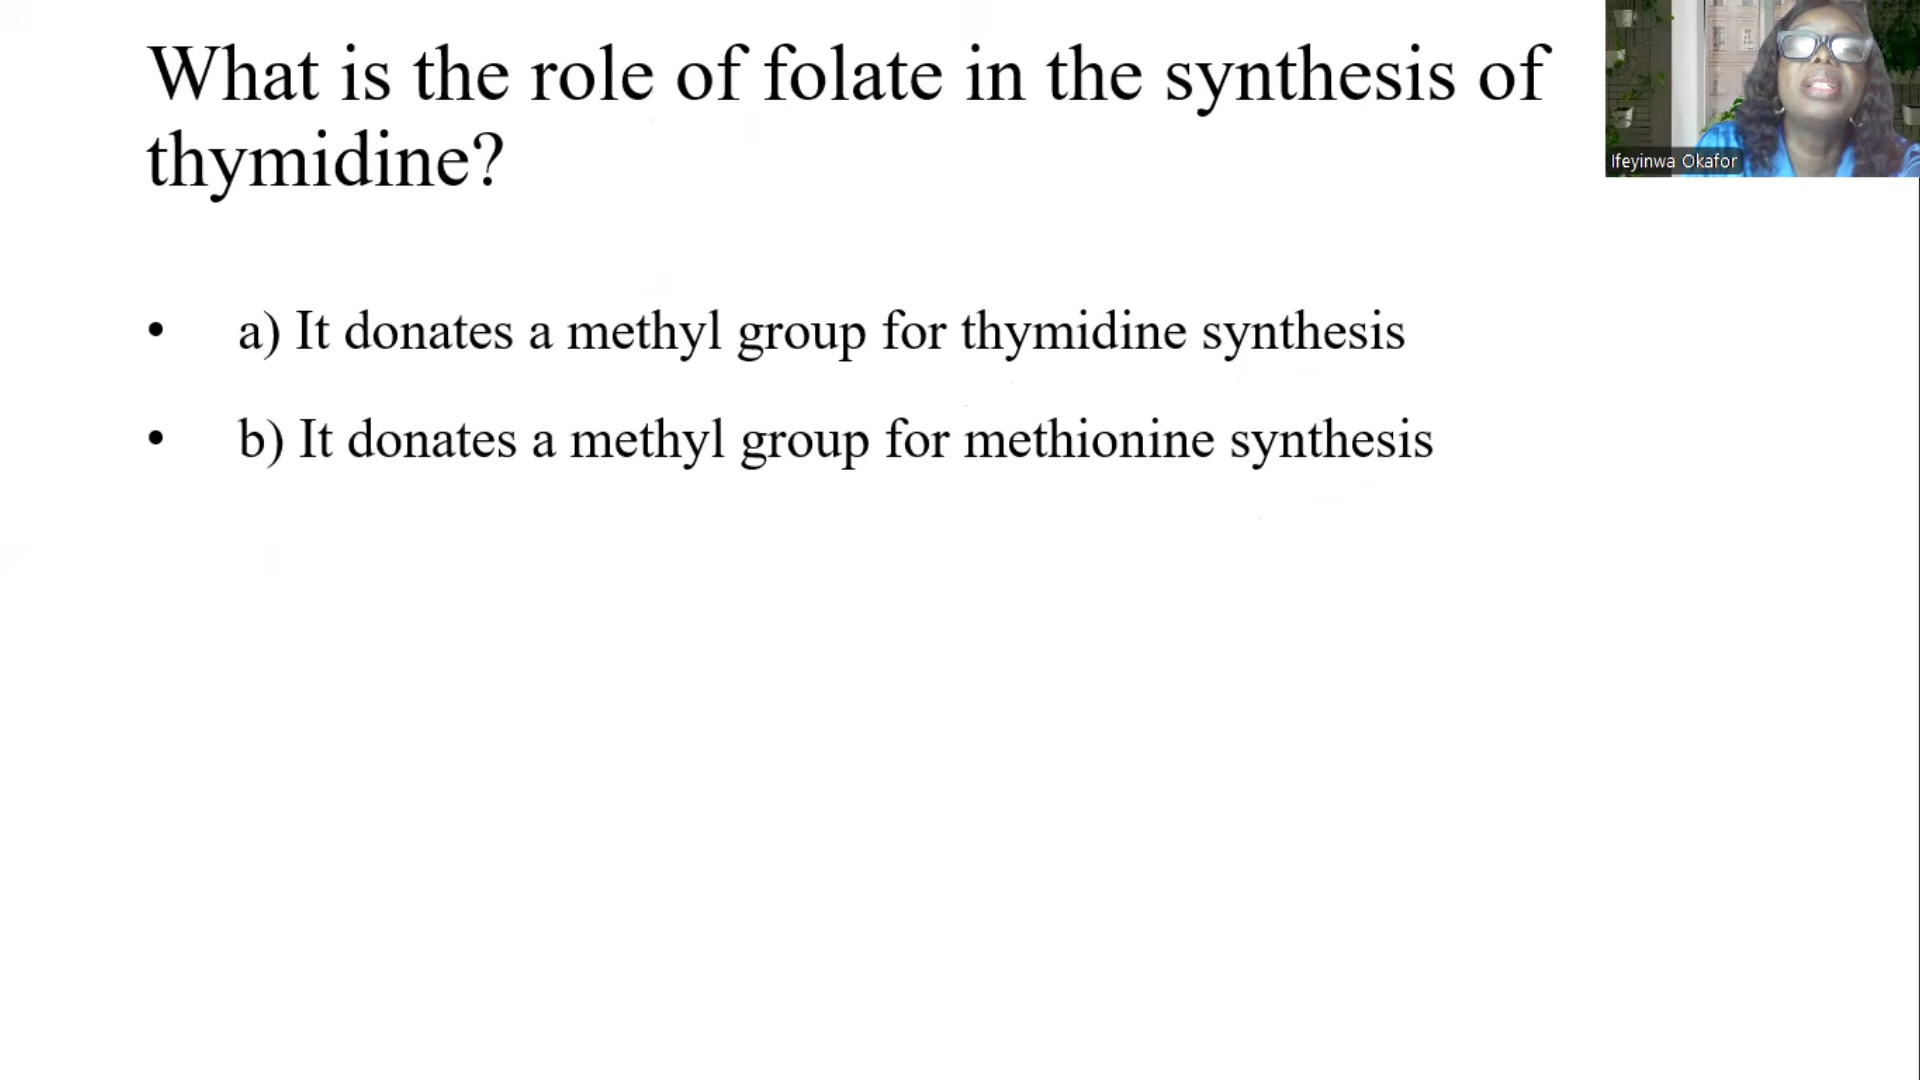 What is the role of folate in the synthesis of
thymidine?
Ifeyinwa Okafor
• a) It donates a methyl group for thymidine synthesis
• b) It donates a methyl group for methionine synthesis